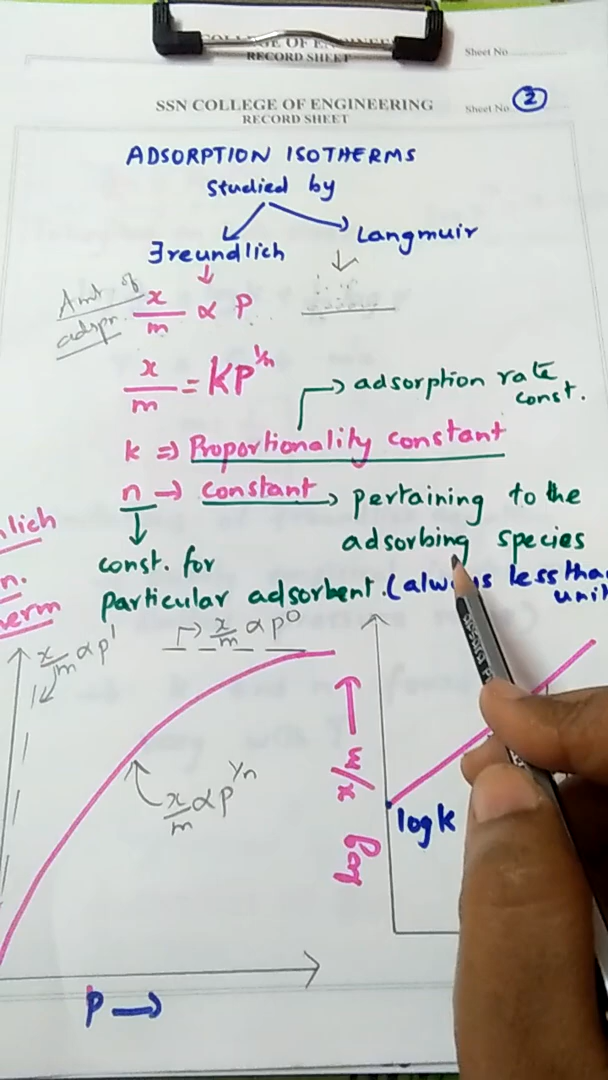 RECORD SHEET
Sheet No
SSN COLLEGE OF ENGINEERING
Sheet No 2
RECORD SHEET
ADSORPTION ISOTHERMS
Studied by
Freundlich
Langmuir
Amt of adspn. x/m ∝ P
x/m = KP^1/n
→ adsorption rate const.
k ⇒ Proportionality constant
n → constant → pertaining to the
adsorbing species
const. for
particular adsorbent. less
x/m ∝ p^1
→ x/m ∝ p^0
x/m ∝ p^1/n
log x/m →
log k
P →